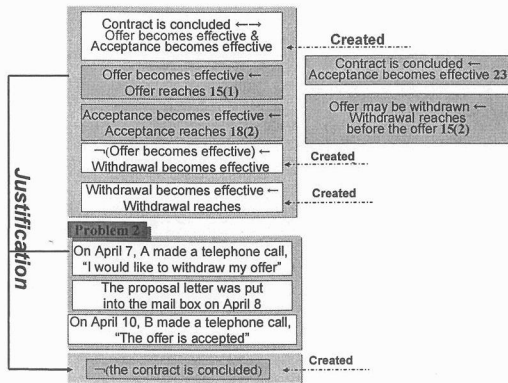 Contract is concluded ←→
Offer becomes effective &
Acceptance becomes effective
Created
Contract is concluded ←
Acceptance becomes effective 23
Offer becomes effective ←
Offer reaches 15(1)
Acceptance becomes effective ←
Acceptance reaches 18(2)
Offer may be withdrawn ←
Withdrawal reaches
before the offer 15(2)
¬(Offer becomes effective) ←
Withdrawal becomes effective
Created
Withdrawal becomes effective ←
Withdrawal reaches
Created
Justification
Problem 2
On April 7, A made a telephone call,
“I would like to withdraw my offer”
The proposal letter was put
into the mail box on April 8
On April 10, B made a telephone call,
“The offer is accepted”
¬(the contract is concluded)
Created